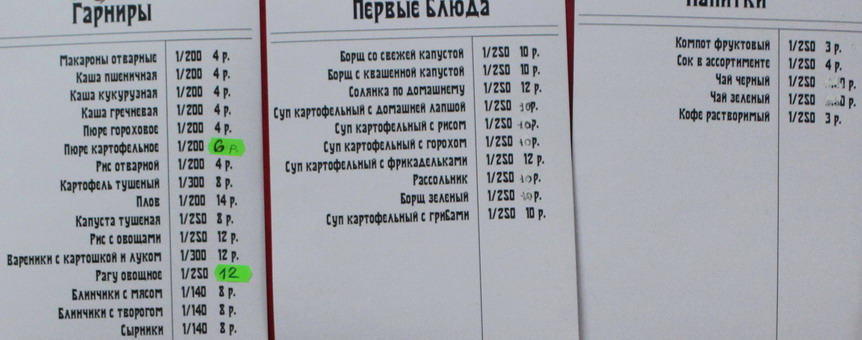 Гарниры
Макароны отварные 1/200 4 р.
Каша пшеничная 1/200 4 р.
Каша кукурузная 1/200 4 р.
Каша гречневая 1/200 4 р.
Пюре гороховое 1/200 4 р.
Пюре картофельное 1/200 6 р.
Рис отварной 1/200 4 р.
Картофель тушеный 1/300 8 р.
Плов 1/200 14 р.
Капуста тушеная 1/250 8 р.
Рис с овощами 1/250 12 р.
Вареники с картошкой и луком 1/300 12 р.
Рагу овощное 1/250 12
Блинчики с мясом 1/140 8 р.
Блинчики с творогом 1/140 8 р.
Сырники 1/140 8 р.
Первые блюда
Борщ со свежей капустой 1/250 10 р.
Борщ с квашенной капустой 1/250 10 р.
Солянка по домашнему 1/250 12 р.
Суп картофельный с домашней лапшой 1/250 10р.
Суп картофельный с рисом 1/250 10р.
Суп картофельный с горохом 1/250 10р.
Суп картофельный с фрикадельками 1/250 12 р.
Рассольник 1/250 10р.
Борщ зеленый 1/250 10р.
Суп картофельный с грибами 1/250 10 р.
Напитки
Компот фруктовый 1/250 3 р.
Сок в ассортименте 1/250 4 р.
Чай черный 1/250 р.
Чай зеленый 1/250 р.
Кофе растворимый 1/250 3 р.